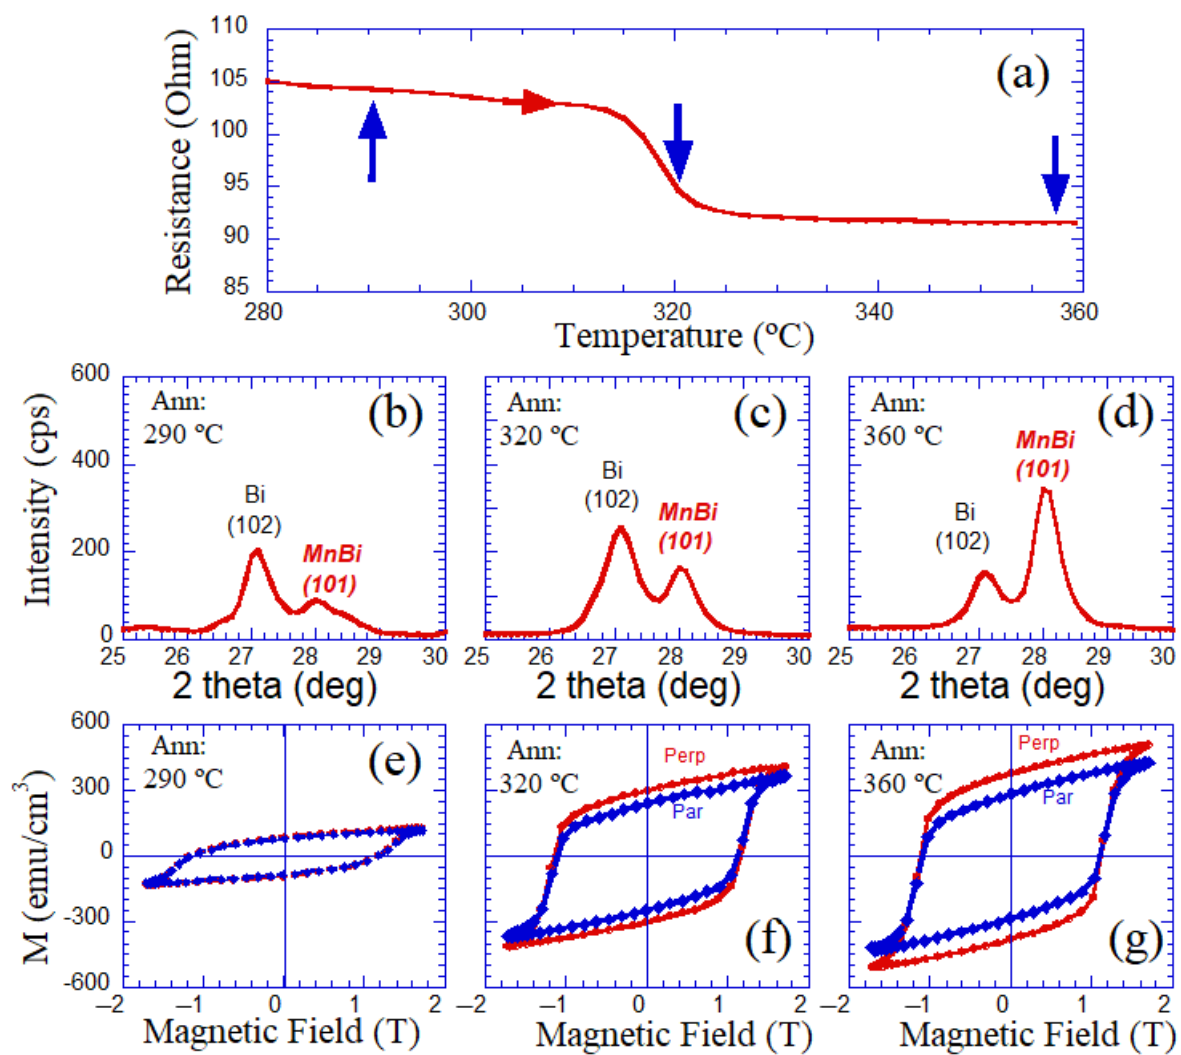 110
105
100
95
90
85
Resistance (Ohm)
(a)
280
300
320
340
360
Temperature (ºC)
600
400
200
0
Intensity (cps)
Ann:
290 ºC
(b)
Bi
(102)
MnBi
(101)
25
26
27
28
29
30
2 theta (deg)
Ann:
320 ºC
(c)
Bi
(102)
MnBi
(101)
25
26
27
28
29
30
2 theta (deg)
Ann:
360 ºC
(d)
MnBi
(101)
Bi
(102)
25
26
27
28
29
30
2 theta (deg)
600
300
0
-300
-600
M (emu/cm³)
Ann:
290 ºC
(e)
−2
−1
0
1
2
Magnetic Field (T)
Ann:
320 ºC
Perp
Par
(f)
−2
−1
0
1
2
Magnetic Field (T)
Ann:
360 ºC
Perp
Par
(g)
−2
−1
0
1
2
Magnetic Field (T)